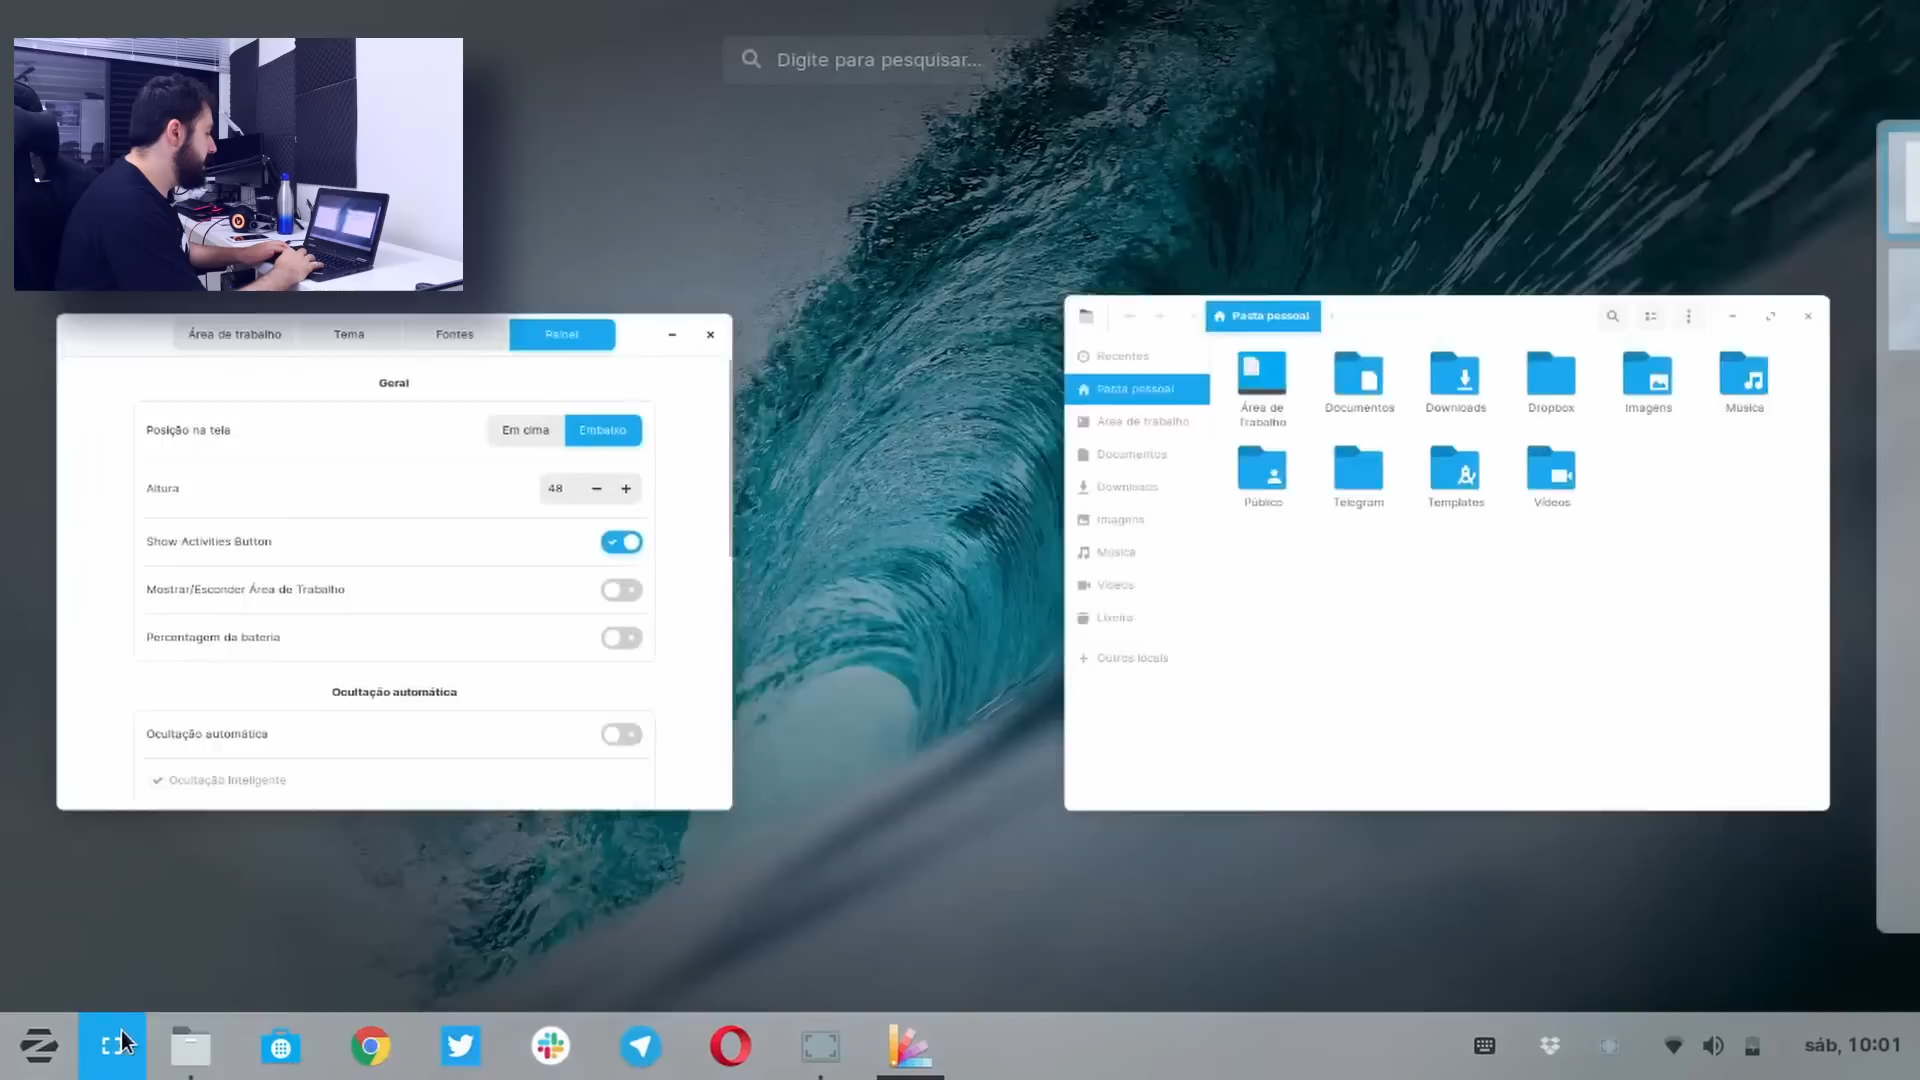 Digite para pesquisar...
Área de trabalho
Tema
Fontes
Painel
Geral
Posição na tela
Em cima
Embaixo
Altura
48
Show Activities Button
Mostrar/Esconder Área de Trabalho
Percentagem da bateria
Ocultação automática
Ocultação automática
Ocultação Inteligente
Pasta pessoal
Recentes
Pasta pessoal
Área de trabalho
Documentos
Downloads
Imagens
Música
Vídeos
Lixeira
Outros locais
Área de
Trabalho
Documentos
Downloads
Dropbox
Imagens
Música
Público
Telegram
Templates
Vídeos
sáb, 10:01